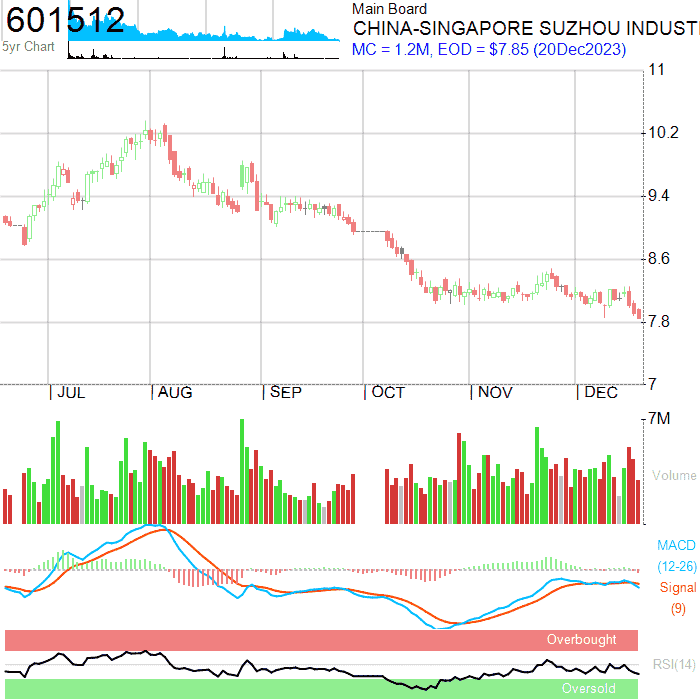 601512
5yr Chart
Main Board
CHINA-SINGAPORE SUZHOU INDUSTI
MC = 1.2M, EOD = $7.85 (20Dec2023)
11
10.2
9.4
8.6
7.8
7
JUL AUG SEP OCT NOV DEC
7M
Volume
MACD
(12-26)
Signal
(9)
Overbought
RSI(14)
Oversold